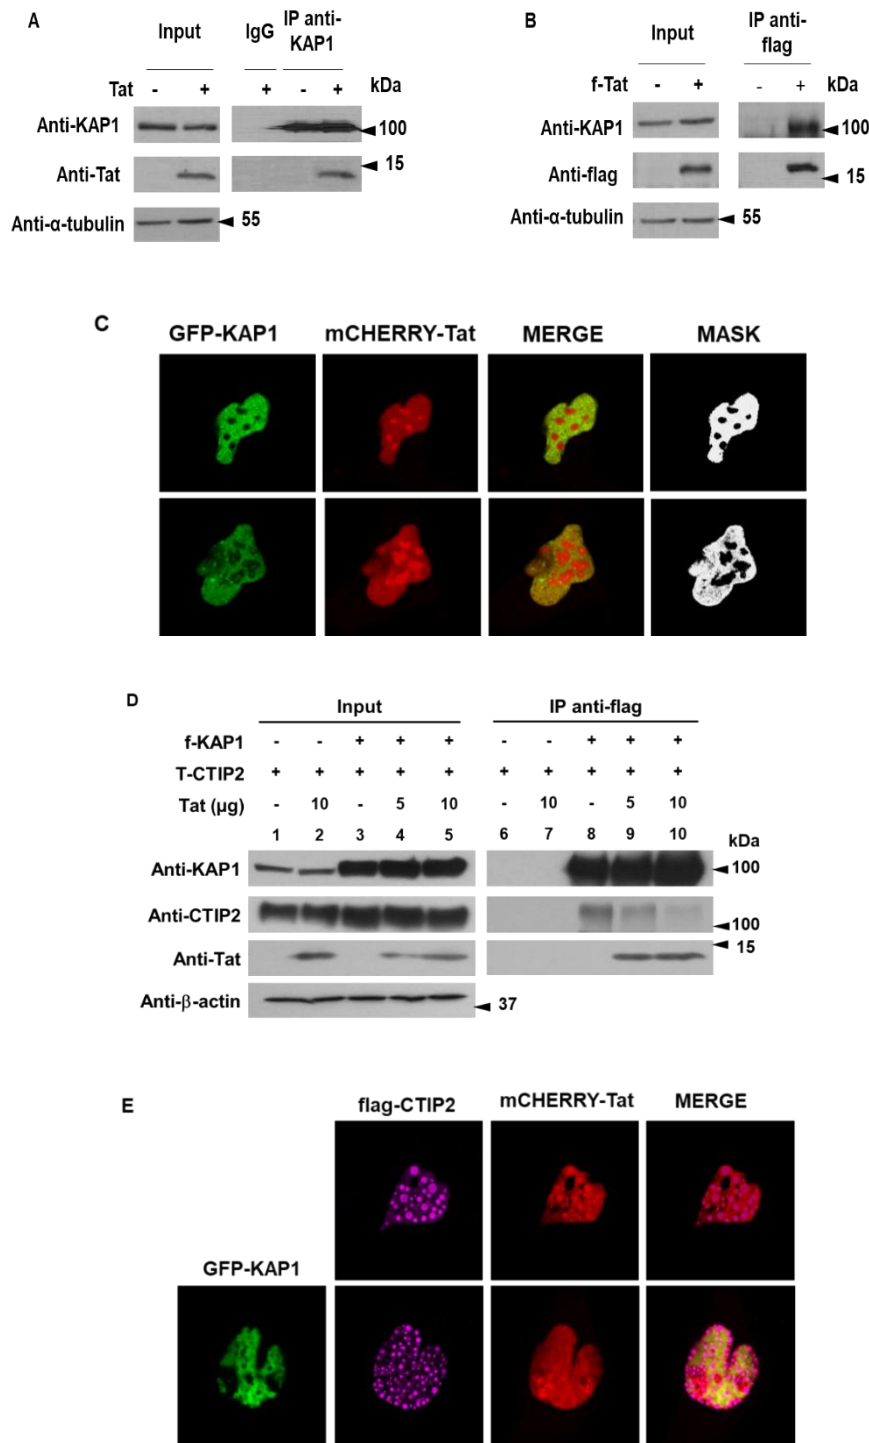 A
Input IgG IP anti-KAP1
Tat - + + - + kDa
Anti-KAP1 100
Anti-Tat 15
Anti-α-tubulin 55
B
Input IP anti-flag
f-Tat - + - + kDa
Anti-KAP1 100
Anti-flag 15
Anti-α-tubulin 55
C
GFP-KAP1 mCHERRY-Tat MERGE MASK
D
Input IP anti-flag
f-KAP1 - - + + + - - + + +
T-CTIP2 + + + + + + + + + +
Tat (µg) - 10 - 5 10 - 10 - 5 10
1 2 3 4 5 6 7 8 9 10 kDa
Anti-KAP1 100
Anti-CTIP2 100
Anti-Tat 15
Anti-β-actin 37
E
flag-CTIP2 mCHERRY-Tat MERGE
GFP-KAP1